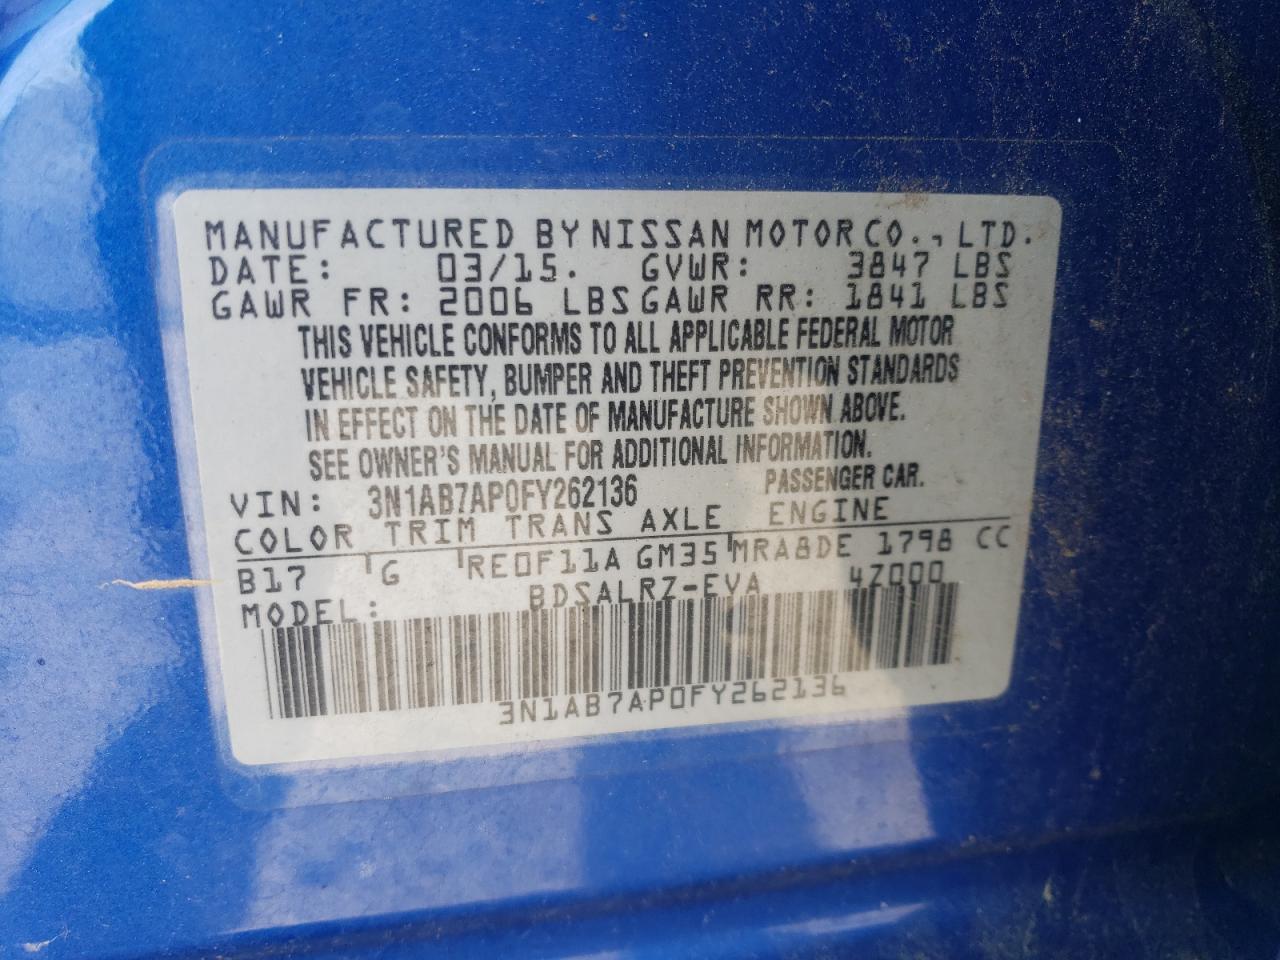 MANUFACTURED BY NISSAN MOTOR CO., LTD.
DATE: 03/15. GVWR: 3847 LBS
GAWR FR: 2006 LBS GAWR RR: 1841 LBS
THIS VEHICLE CONFORMS TO ALL APPLICABLE FEDERAL MOTOR
VEHICLE SAFETY, BUMPER AND THEFT PREVENTION STANDARDS
IN EFFECT ON THE DATE OF MANUFACTURE SHOWN ABOVE.
SEE OWNER'S MANUAL FOR ADDITIONAL INFORMATION.
VIN: 3N1AB7AP0FY262136 PASSENGER CAR.
COLOR TRIM TRANS AXLE ENGINE
B17 G RE0F11A GM35 MRA8DE 1798 CC
MODEL: BDSALRZ-EVA 4Z000
3N1AB7AP0FY262136